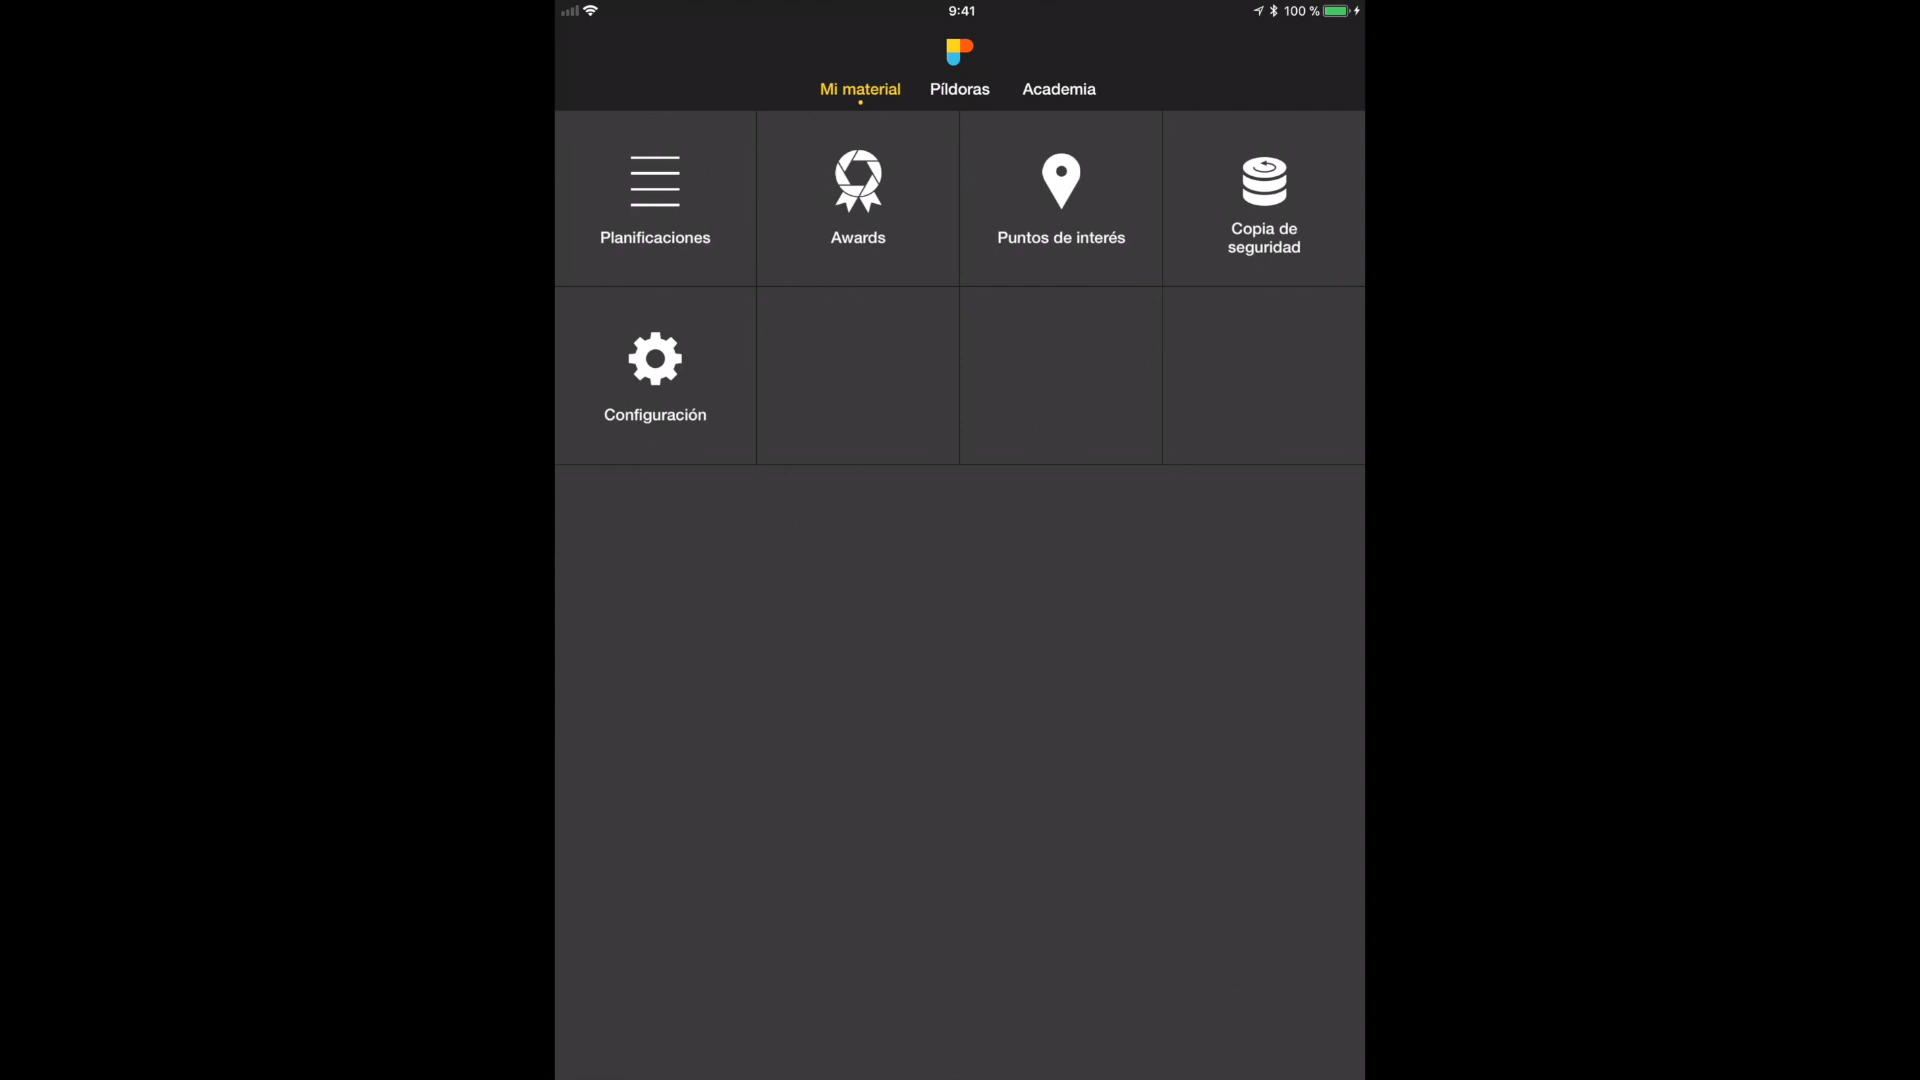 9:41
100 %
Mi material
Píldoras
Academia
Planificaciones
Awards
Puntos de interés
Copia de
seguridad
Configuración